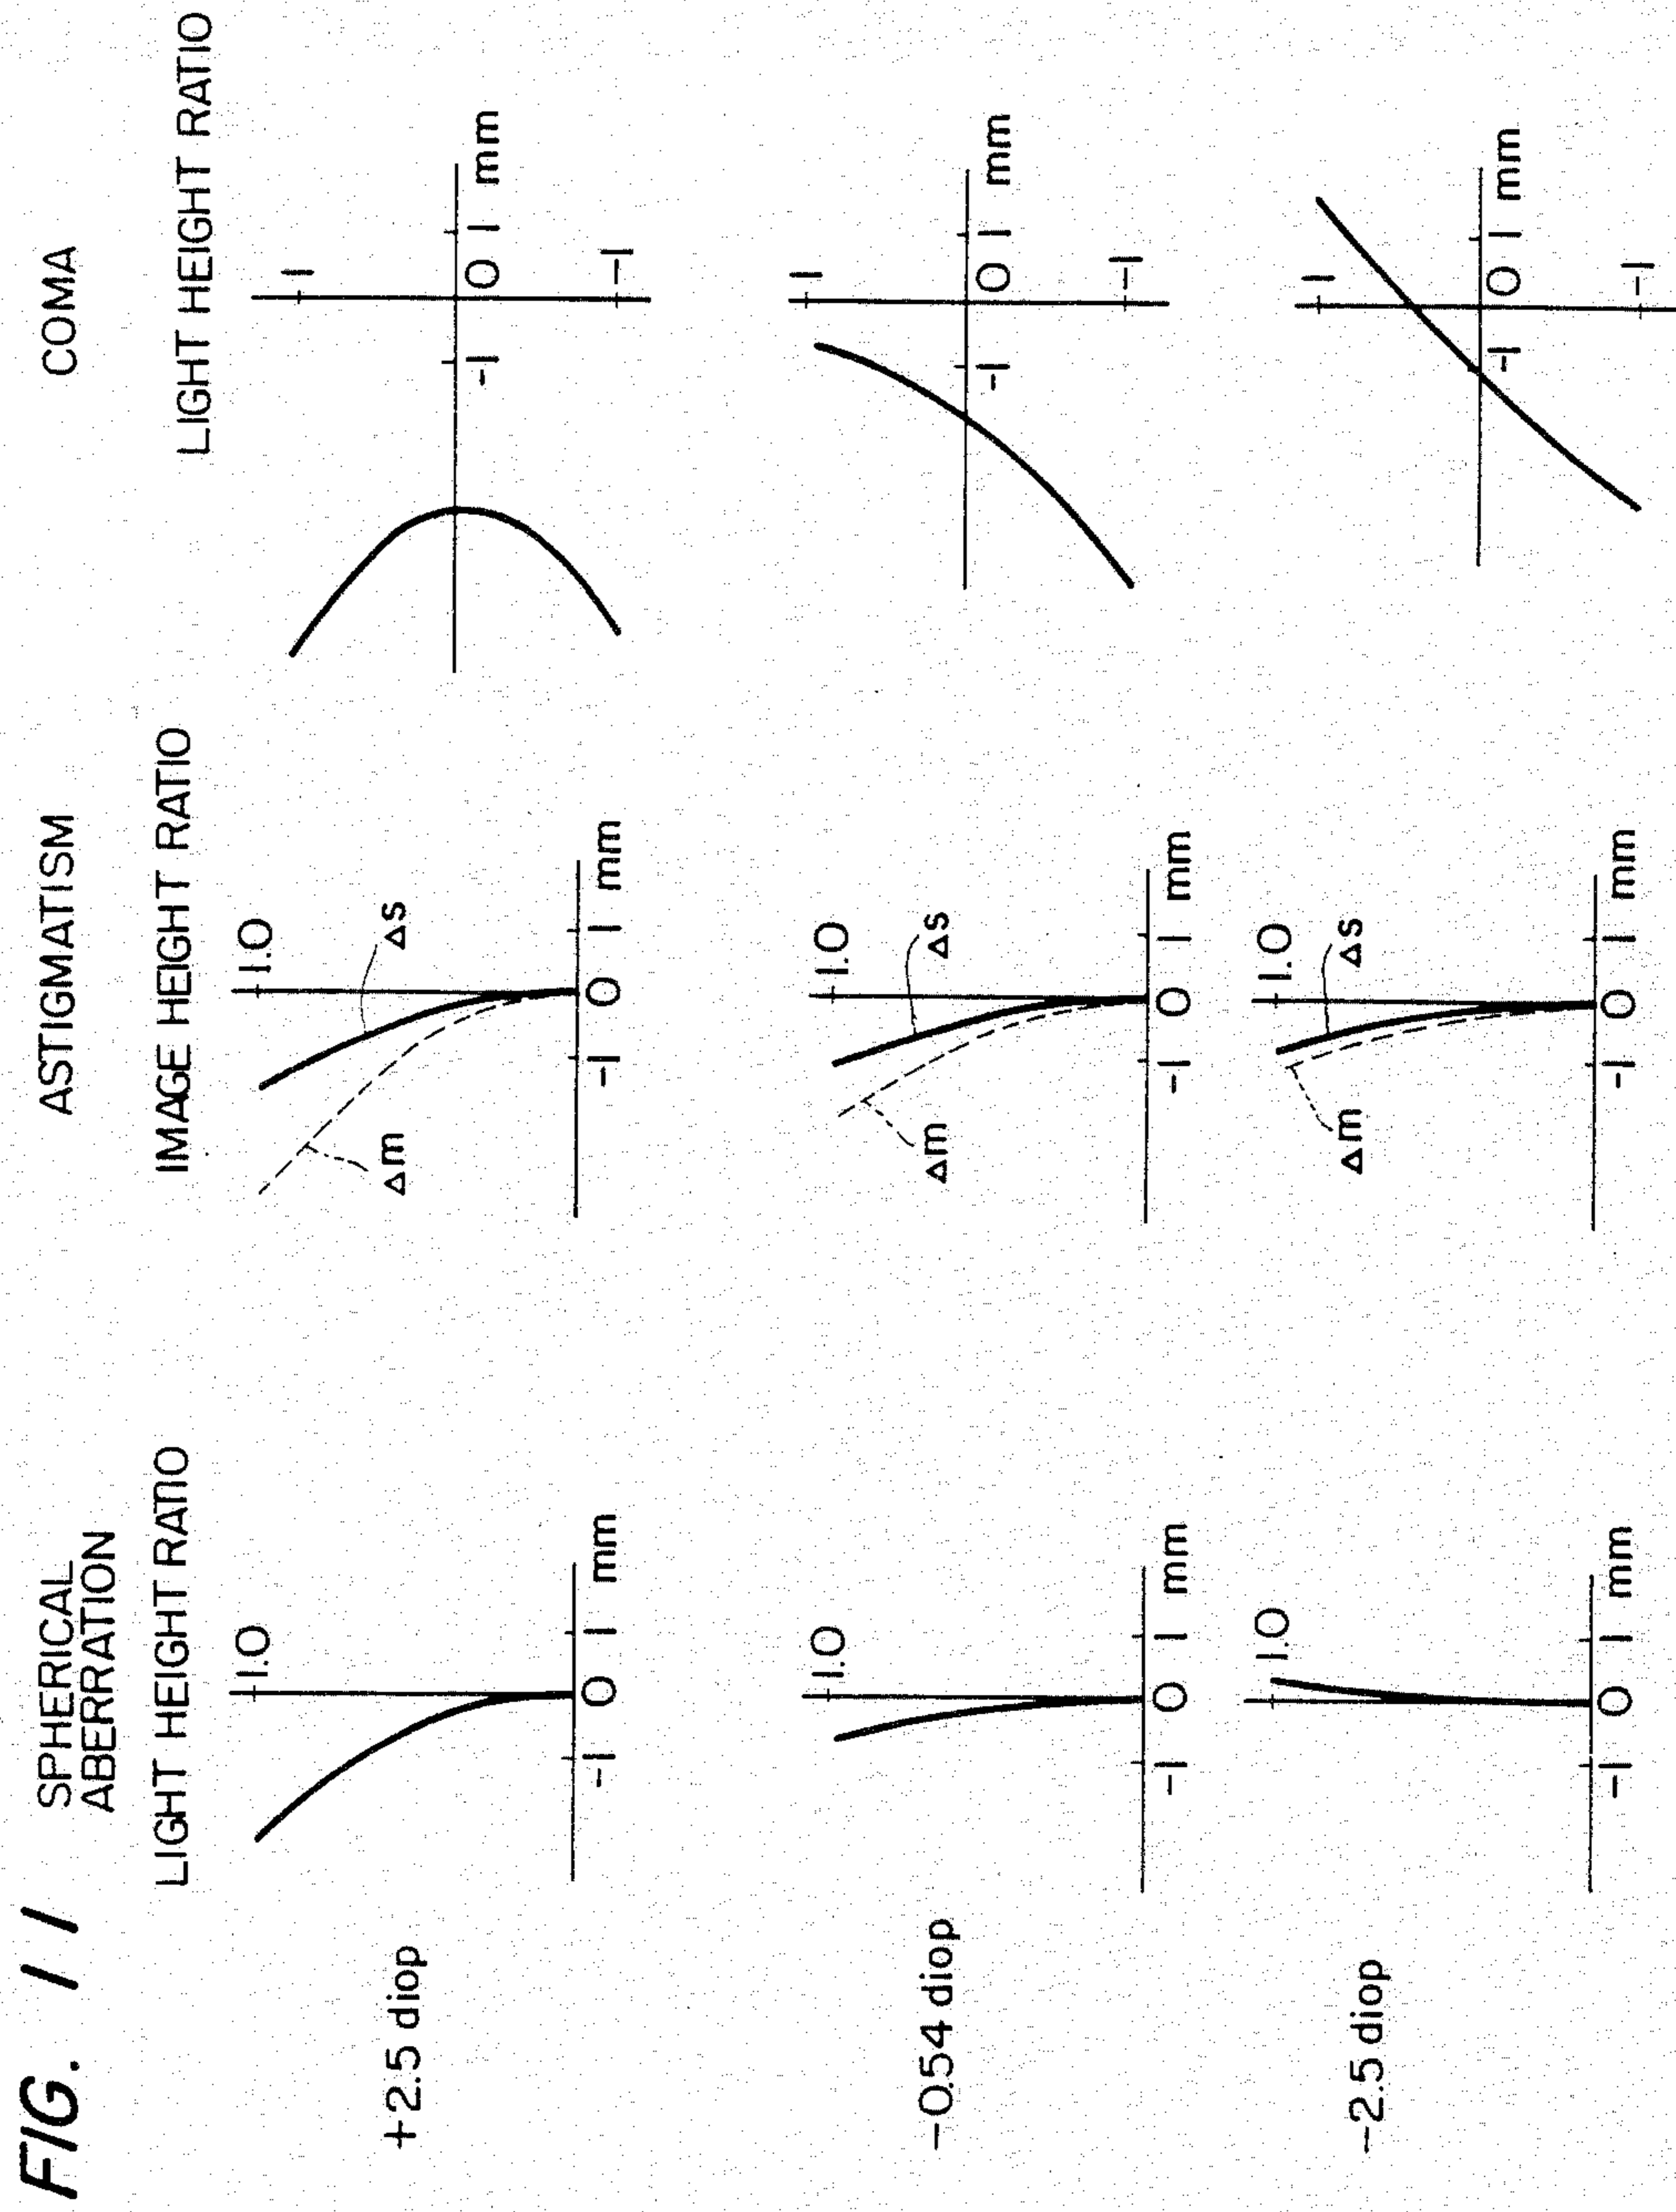 FIG. 11
SPHERICAL
ABERRATION
ASTIGMATISM
COMA
LIGHT HEIGHT RATIO
IMAGE HEIGHT RATIO
LIGHT HEIGHT RATIO
+2.5 diop
1.0
-1 0 1 mm
1.0
Δm
Δs
-1 0 1 mm
1
-1 0 1 mm
-1
-0.54 diop
1.0
-1 0 1 mm
1.0
Δm
Δs
-1 0 1 mm
1
-1 0 1 mm
-1
-2.5 diop
1.0
-1 0 1 mm
1.0
Δm
Δs
-1 0 1 mm
1
-1 0 1 mm
-1